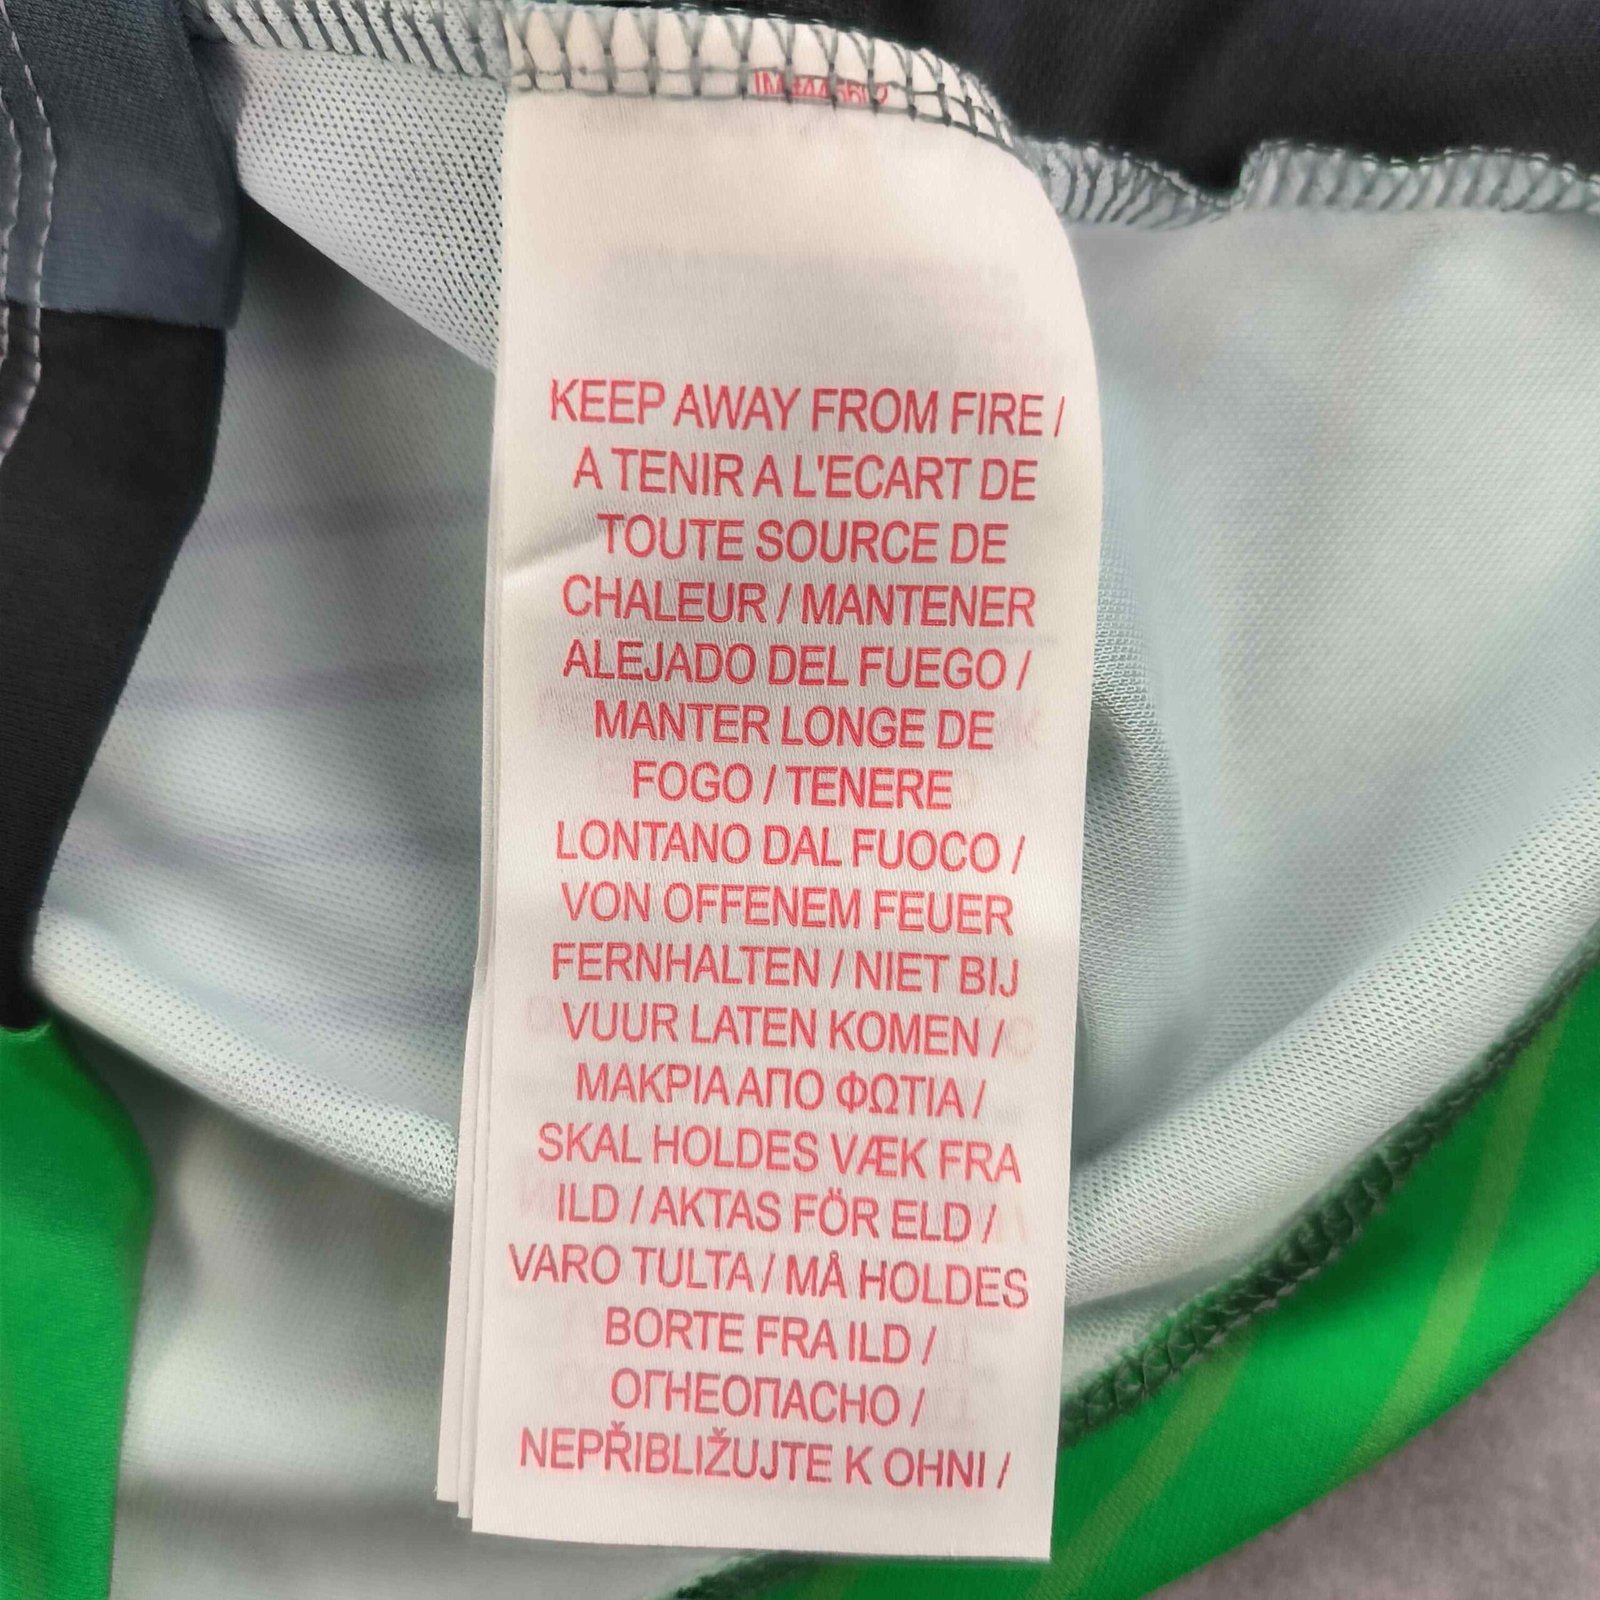 KEEP AWAY FROM FIRE /
A TENIR A L'ECART DE
TOUTE SOURCE DE
CHALEUR / MANTENER
ALEJADO DEL FUEGO /
MANTER LONGE DE
FOGO / TENERE
LONTANO DAL FUOCO /
VON OFFENEM FEUER
FERNHALTEN / NIET BIJ
VUUR LATEN KOMEN /
ΜΑΚΡΙΑ ΑΠΟ ΦΩΤΙΑ /
SKAL HOLDES VÆK FRA
ILD / AKTAS FÖR ELD /
VARO TULTA / MÅ HOLDES
BORTE FRA ILD /
ОГНЕОПАСНО /
NEPŘIBLIŽUJTE K OHNI /